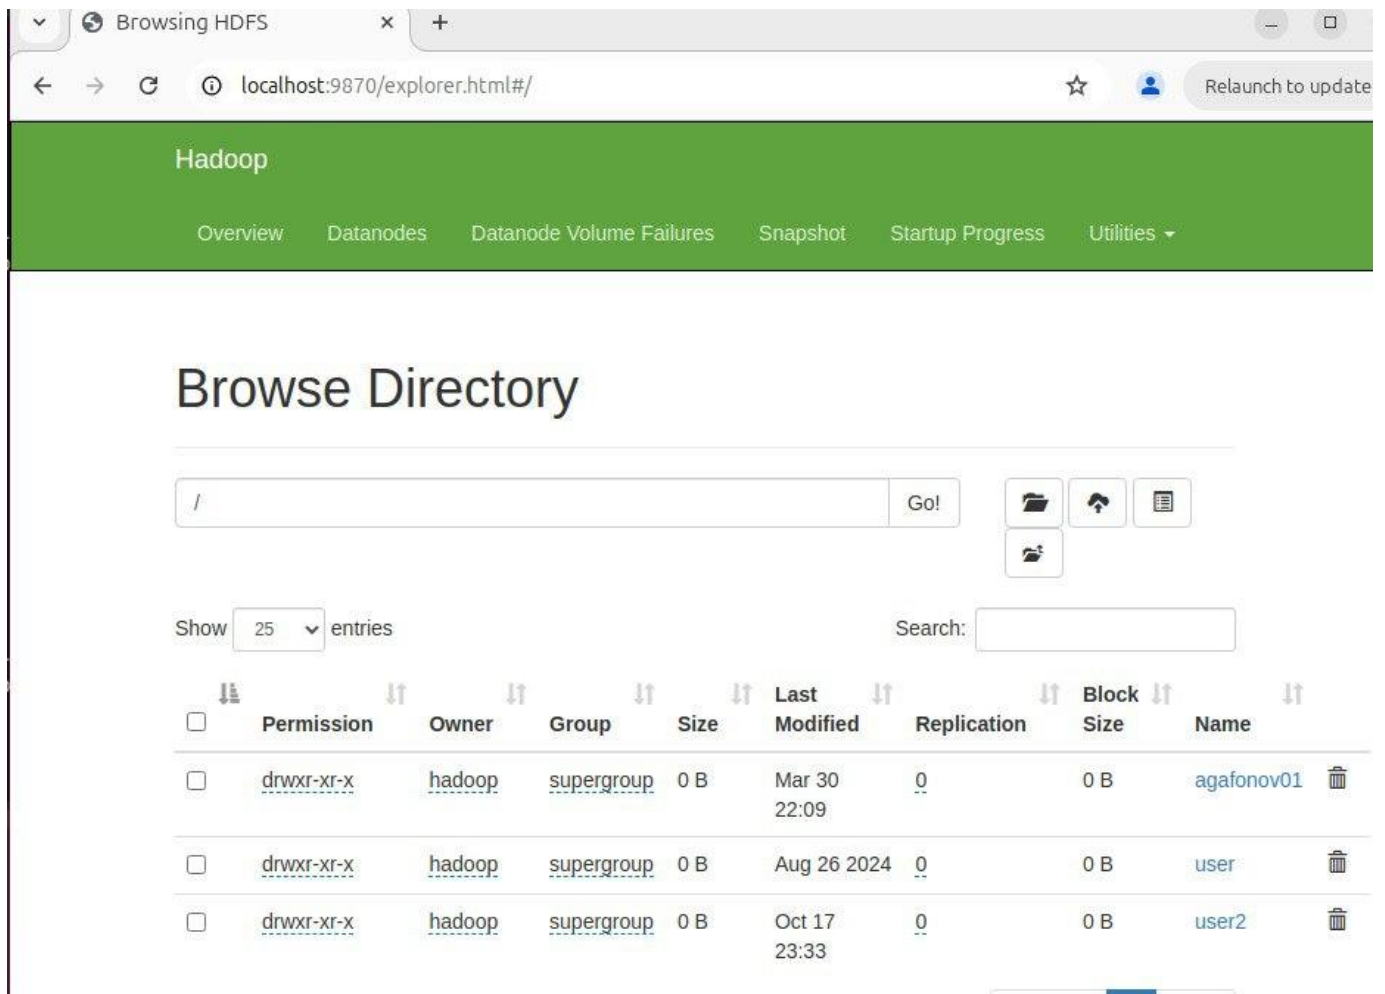 Browsing HDFS
localhost:9870/explorer.html#/
Relaunch to update
Hadoop
Overview Datanodes Datanode Volume Failures Snapshot Startup Progress Utilities
Browse Directory
/ Go!
Show 25 entries Search:
Permission Owner Group Size Last Modified Replication Block Size Name
drwxr-xr-x hadoop supergroup 0 B Mar 30 22:09 0 0 B agafonov01
drwxr-xr-x hadoop supergroup 0 B Aug 26 2024 0 0 B user
drwxr-xr-x hadoop supergroup 0 B Oct 17 23:33 0 0 B user2